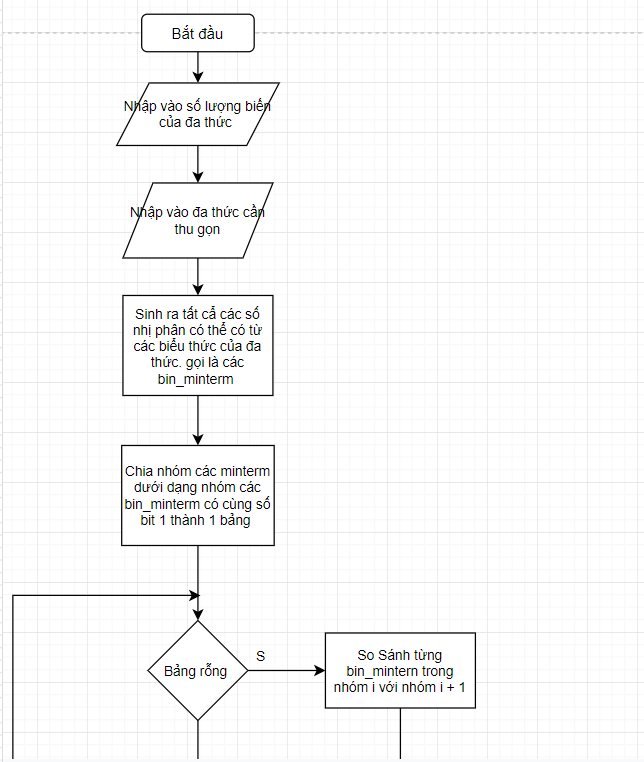 Bắt đầu
Nhập vào số lượng biến
của đa thức
Nhập vào đa thức cần
thu gọn
Sinh ra tất cẩ các số
nhị phân có thể có từ
các biểu thức của đa
thức. gọi là các
bin_minterm
Chia nhóm các minterm
dưới dạng nhóm các
bin_minterm có cùng số
bit 1 thành 1 bảng
Bảng rỗng
S
So Sánh từng
bin_mintern trong
nhóm i với nhóm i + 1